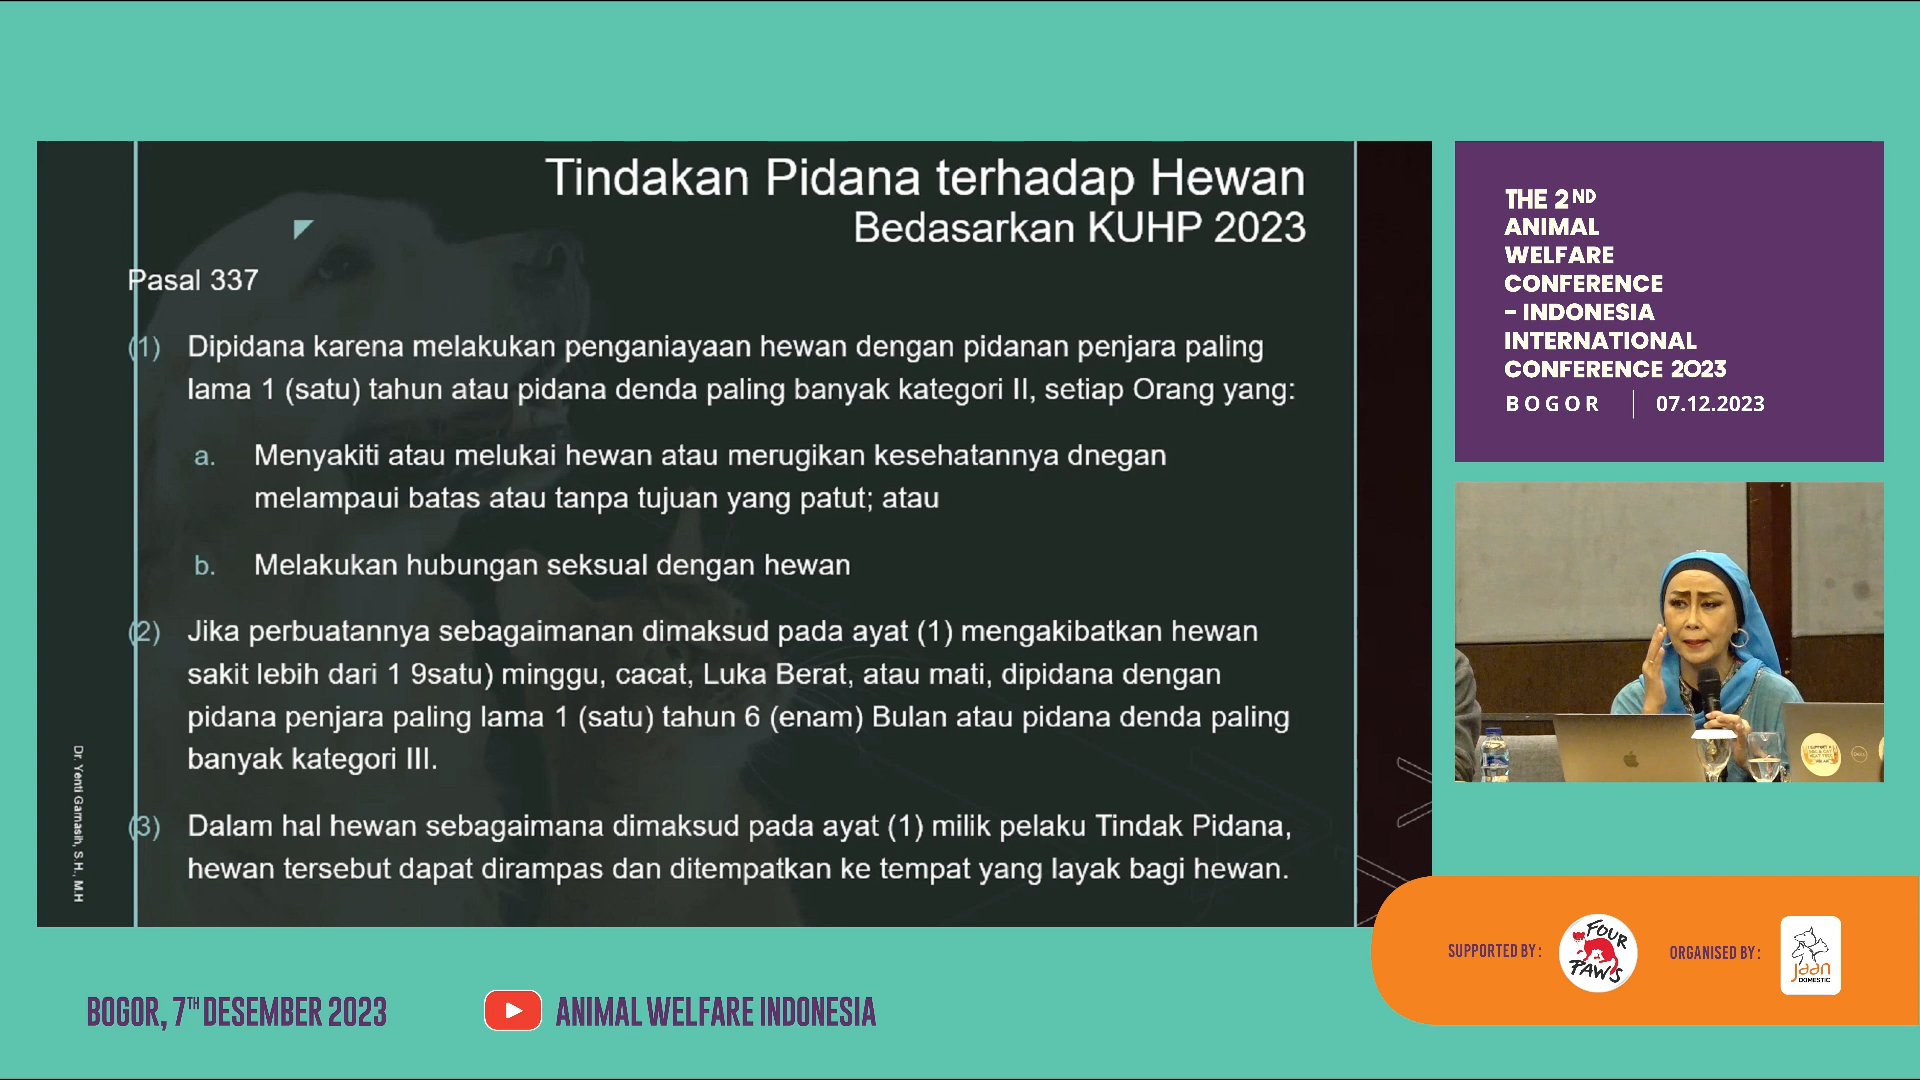 Tindakan Pidana terhadap Hewan
Bedasarkan KUHP 2023
Pasal 337
(1) Dipidana karena melakukan penganiayaan hewan dengan pidanan penjara paling
lama 1 (satu) tahun atau pidana denda paling banyak kategori II, setiap Orang yang:
a. Menyakiti atau melukai hewan atau merugikan kesehatannya dnegan
melampaui batas atau tanpa tujuan yang patut; atau
b. Melakukan hubungan seksual dengan hewan
(2) Jika perbuatannya sebagaimanan dimaksud pada ayat (1) mengakibatkan hewan
sakit lebih dari 1 9satu) minggu, cacat, Luka Berat, atau mati, dipidana dengan
pidana penjara paling lama 1 (satu) tahun 6 (enam) Bulan atau pidana denda paling
banyak kategori III.
(3) Dalam hal hewan sebagaimana dimaksud pada ayat (1) milik pelaku Tindak Pidana,
hewan tersebut dapat dirampas dan ditempatkan ke tempat yang layak bagi hewan.
Dr. Yenti Garnasih, S.H., M.H
THE 2ND
ANIMAL
WELFARE
CONFERENCE
- INDONESIA
INTERNATIONAL
CONFERENCE 2023
BOGOR | 07.12.2023
SUPPORTED BY :
FOUR
PAWS
ORGANISED BY :
jaan
DOMESTIC
BOGOR, 7TH DESEMBER 2023
ANIMAL WELFARE INDONESIA